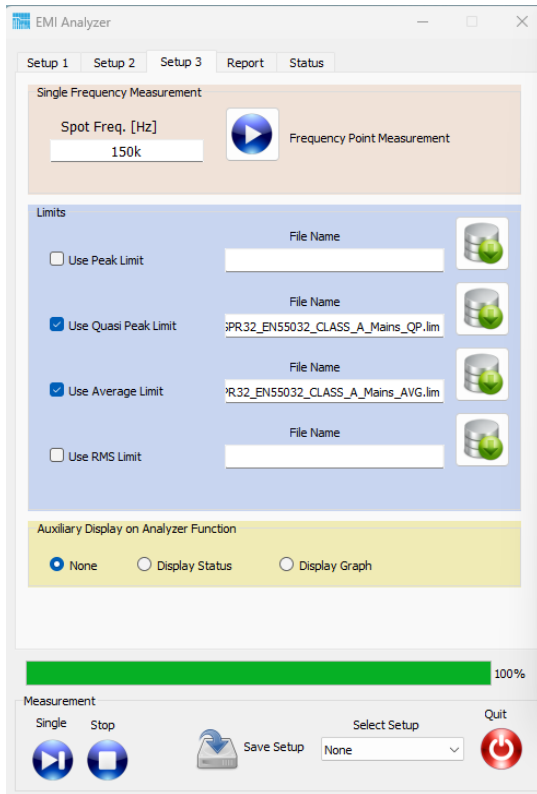 EMI Analyzer
Setup 1 Setup 2 Setup 3 Report Status
Single Frequency Measurement
Spot Freq. [Hz]
150k
Frequency Point Measurement
Limits
File Name
Use Peak Limit
File Name
Use Quasi Peak Limit
SPR32_EN55032_CLASS_A_Mains_QP.lim
File Name
Use Average Limit
PR32_EN55032_CLASS_A_Mains_AVG.lim
File Name
Use RMS Limit
Auxiliary Display on Analyzer Function
None Display Status Display Graph
100%
Measurement
Single Stop
Save Setup
Select Setup
None
Quit